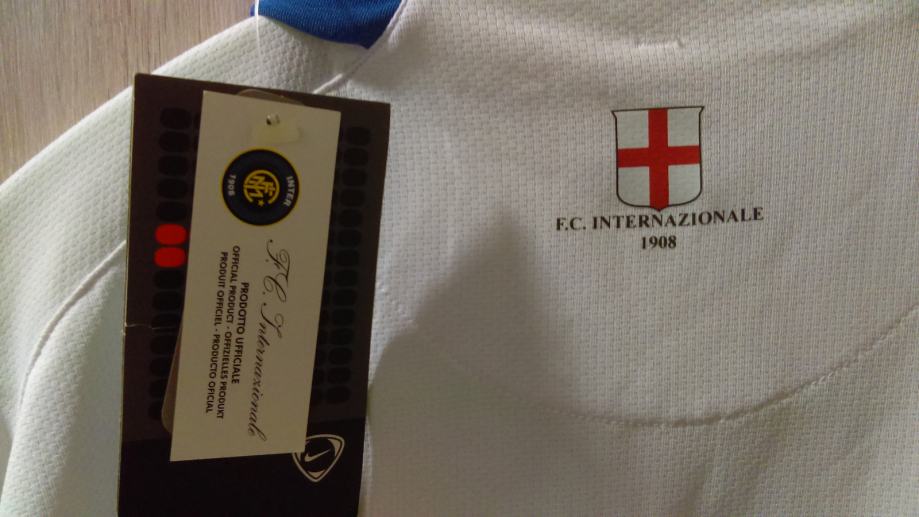 INTER
1908
F.C. Internazionale
PRODOTTO UFFICIALE
OFFICIAL PRODUCT - OFFIZIELLES PRODUKT
PRODUIT OFFICIEL - PRODUCTO OFICIAL
F.C. INTERNAZIONALE
1908